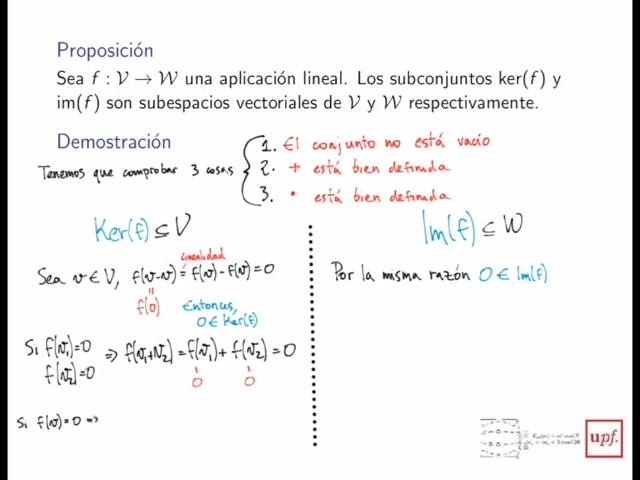 Proposición
Sea f : V → W una aplicación lineal. Los subconjuntos ker(f) y
im(f) son subespacios vectoriales de V y W respectivamente.
Demostración
Tenemos que comprobar 3 cosas
1. El conjunto no está vacío
2. + está bien definida
3. · está bien definida
Ker(f) ⊆ V
linealidad
Sea v ∈ V, f(v-v) = f(v) - f(v) = 0
=
f(0)
Entonces,
0 ∈ Ker(f)
Si f(v₁)=0
f(v₂)=0
⇒ f(v₁+v₂) = f(v₁) + f(v₂) = 0
0 0
Si f(v)=0 ⇒
Im(f) ⊆ W
Por la misma razón 0 ∈ Im(f)
upf.